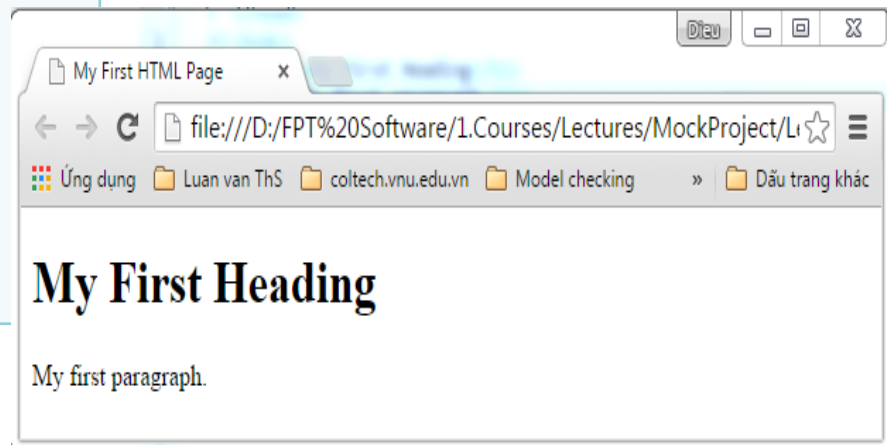 Dieu
My First HTML Page
file:///D:/FPT%20Software/1.Courses/Lectures/MockProject/L
Ứng dụng Luan van ThS coltech.vnu.edu.vn Model checking » Dấu trang khác
My First Heading
My first paragraph.